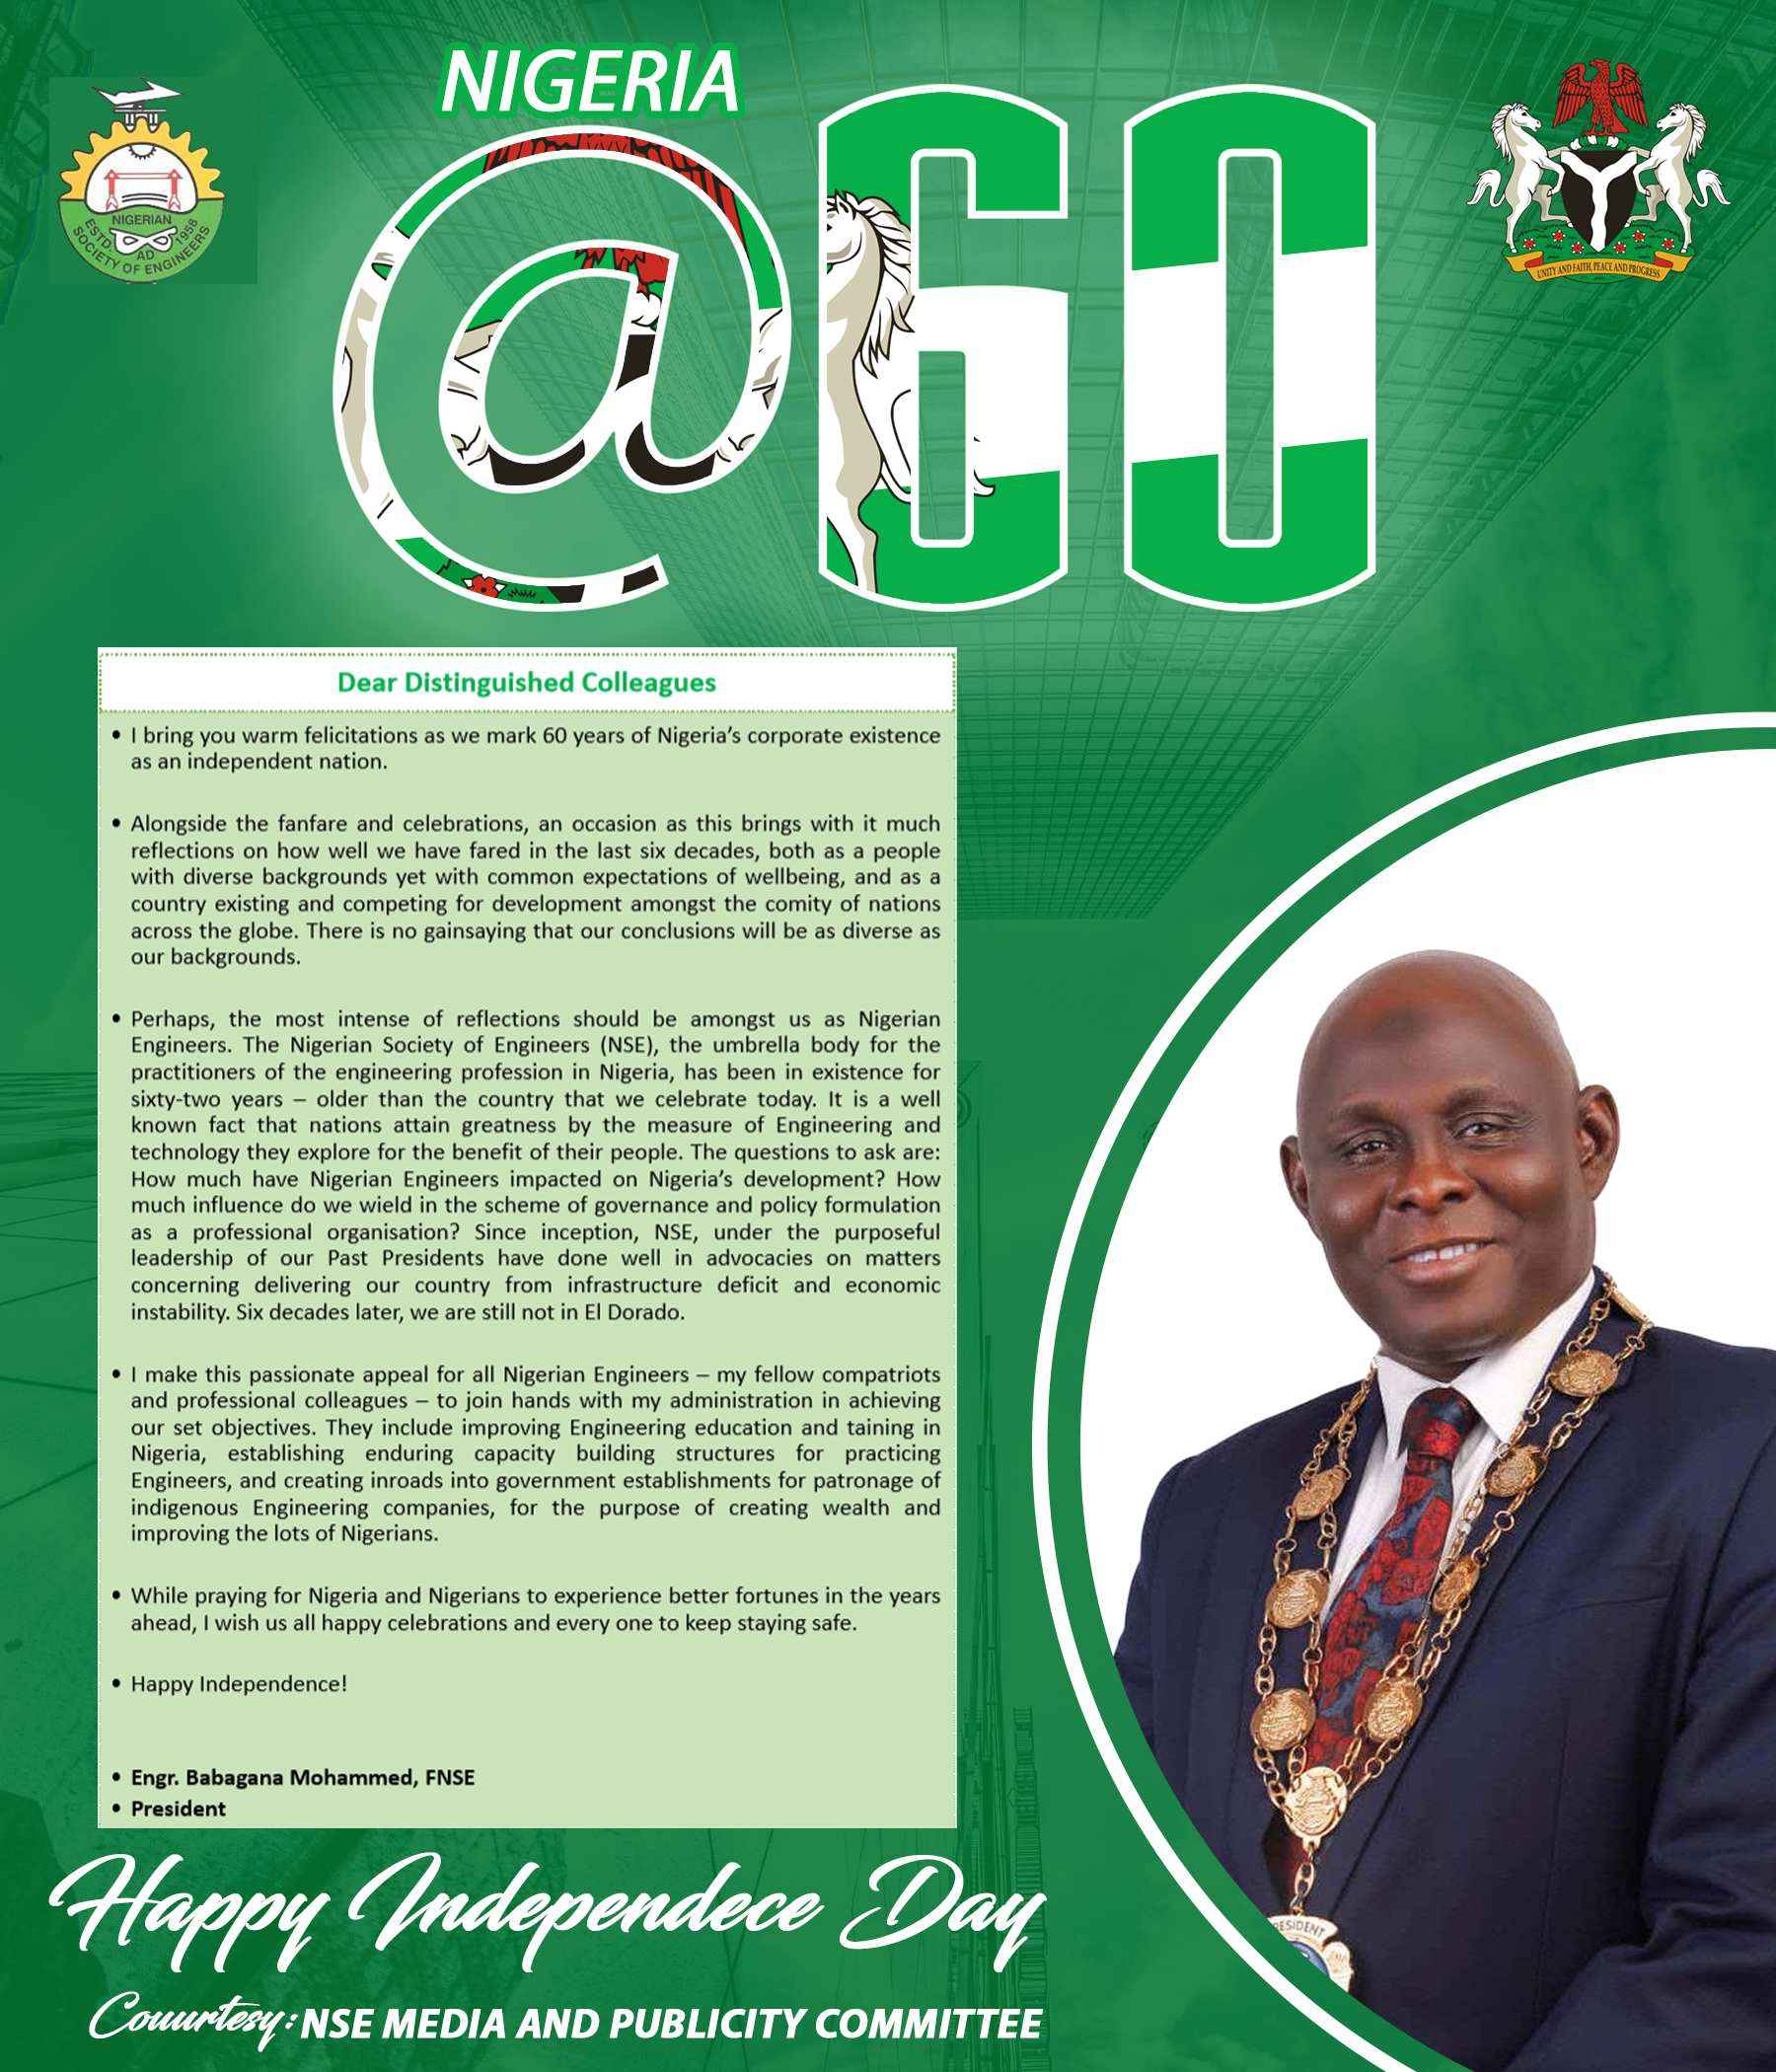 NIGERIA
@60
NIGERIAN
ESTD. AD 1958
SOCIETY OF ENGINEERS
UNITY AND FAITH, PEACE AND PROGRESS
Dear Distinguished Colleagues
• I bring you warm felicitations as we mark 60 years of Nigeria’s corporate existence
as an independent nation.
• Alongside the fanfare and celebrations, an occasion as this brings with it much
reflections on how well we have fared in the last six decades, both as a people
with diverse backgrounds yet with common expectations of wellbeing, and as a
country existing and competing for development amongst the comity of nations
across the globe. There is no gainsaying that our conclusions will be as diverse as
our backgrounds.
• Perhaps, the most intense of reflections should be amongst us as Nigerian
Engineers. The Nigerian Society of Engineers (NSE), the umbrella body for the
practitioners of the engineering profession in Nigeria, has been in existence for
sixty-two years – older than the country that we celebrate today. It is a well
known fact that nations attain greatness by the measure of Engineering and
technology they explore for the benefit of their people. The questions to ask are:
How much have Nigerian Engineers impacted on Nigeria’s development? How
much influence do we wield in the scheme of governance and policy formulation
as a professional organisation? Since inception, NSE, under the purposeful
leadership of our Past Presidents have done well in advocacies on matters
concerning delivering our country from infrastructure deficit and economic
instability. Six decades later, we are still not in El Dorado.
• I make this passionate appeal for all Nigerian Engineers – my fellow compatriots
and professional colleagues – to join hands with my administration in achieving
our set objectives. They include improving Engineering education and taining in
Nigeria, establishing enduring capacity building structures for practicing
Engineers, and creating inroads into government establishments for patronage of
indigenous Engineering companies, for the purpose of creating wealth and
improving the lots of Nigerians.
• While praying for Nigeria and Nigerians to experience better fortunes in the years
ahead, I wish us all happy celebrations and every one to keep staying safe.
• Happy Independence!
• Engr. Babagana Mohammed, FNSE
• President
Happy Independece Day
Couurtesy: NSE MEDIA AND PUBLICITY COMMITTEE